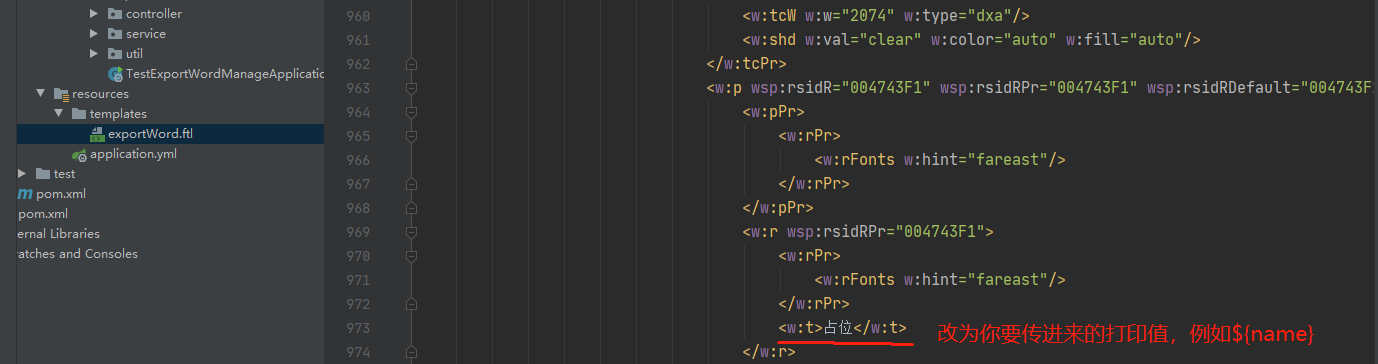 controller
service
util
TestExportWordManageApplicatio
resources
templates
exportWord.ftl
application.yml
test
pom.xml
pom.xml
ernal Libraries
ratches and Consoles
960 <w:tcW w:w="2074" w:type="dxa"/>
961 <w:shd w:val="clear" w:color="auto" w:fill="auto"/>
962 </w:tcPr>
963 <w:p wsp:rsidR="004743F1" wsp:rsidRPr="004743F1" wsp:rsidRDefault="004743F
964 <w:pPr>
965 <w:rPr>
966 <w:rFonts w:hint="fareast"/>
967 </w:rPr>
968 </w:pPr>
969 <w:r wsp:rsidRPr="004743F1">
970 <w:rPr>
971 <w:rFonts w:hint="fareast"/>
972 </w:rPr>
973 <w:t>占位</w:t> 改为你要传进来的打印值，例如${name}
974 </w:r>